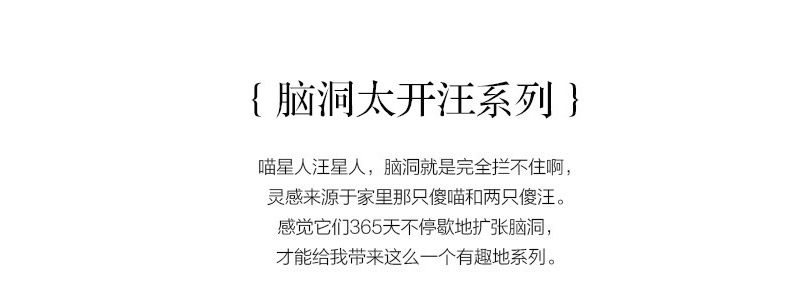 { 脑洞太开汪系列 }
喵星人汪星人，脑洞就是完全拦不住啊，
灵感来源于家里那只傻喵和两只傻汪。
感觉它们365天不停歇地扩张脑洞，
才能给我带来这么一个有趣地系列。